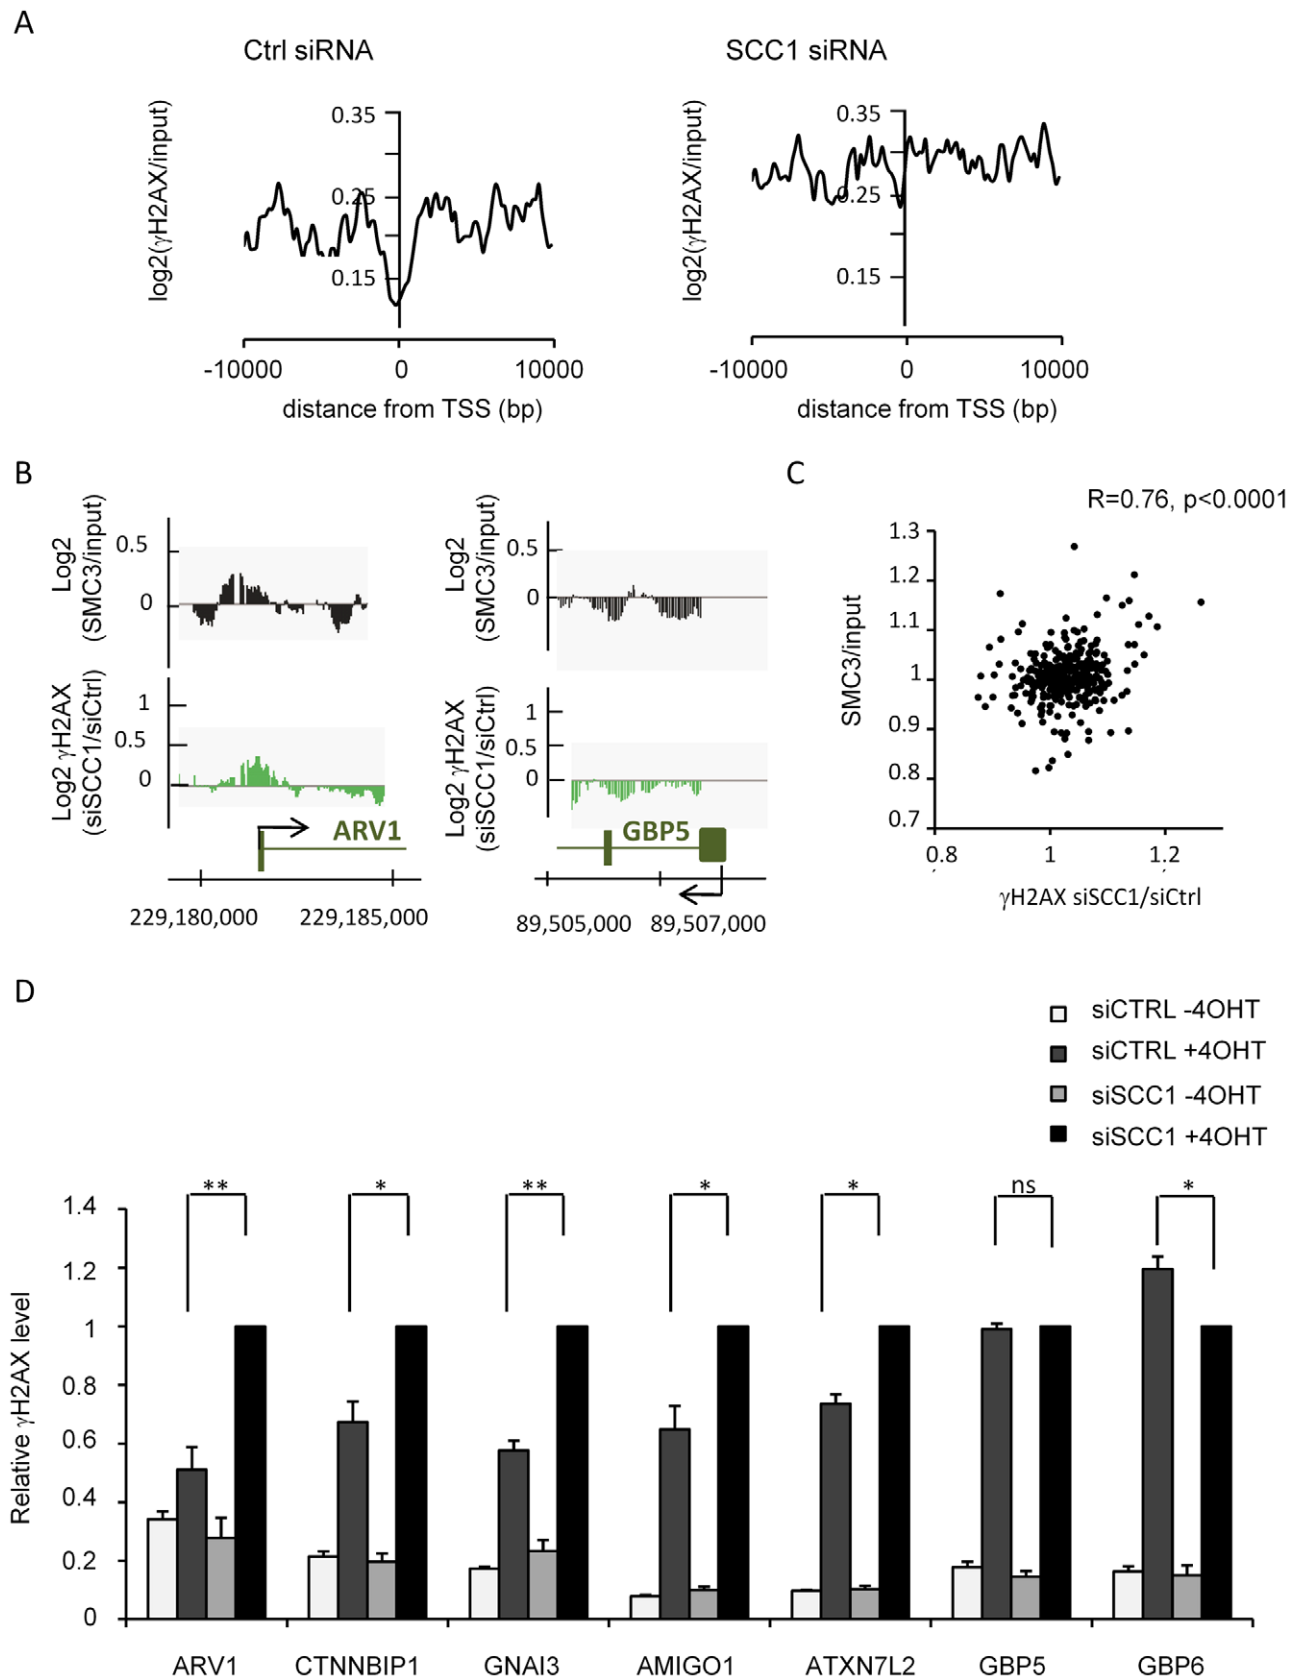 A
Ctrl siRNA
SCC1 siRNA
log2(γH2AX/input)
0.35
0.25
0.15
-10000 0 10000
distance from TSS (bp)
log2(γH2AX/input)
0.35
0.25
0.15
-10000 0 10000
distance from TSS (bp)
B
Log2
(SMC3/input)
0.5
0
Log2 γH2AX
(siSCC1/siCtrl)
1
0.5
0
ARV1
229,180,000 229,185,000
Log2
(SMC3/input)
0.5
0
Log2 γH2AX
(siSCC1/siCtrl)
1
0.5
0
GBP5
89,505,000 89,507,000
C
R=0.76, p<0.0001
SMC3/input
1.3
1.2
1.1
1
0.9
0.8
0.7
0.8 1 1.2
γH2AX siSCC1/siCtrl
D
siCTRL -4OHT
siCTRL +4OHT
siSCC1 -4OHT
siSCC1 +4OHT
Relative γH2AX level
1.4
1.2
1
0.8
0.6
0.4
0.2
0
** * ** * * ns *
ARV1 CTNNBIP1 GNAI3 AMIGO1 ATXN7L2 GBP5 GBP6